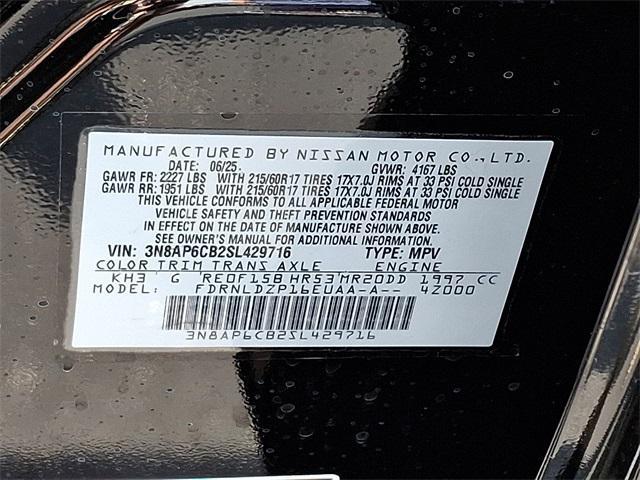 MANUFACTURED BY NISSAN MOTOR CO., LTD.
DATE: 06/25 GVWR: 4167 LBS
GAWR FR: 2227 LBS WITH 215/60R17 TIRES 17X7.0J RIMS AT 33 PSI COLD SINGLE
GAWR RR: 1951 LBS WITH 215/60R17 TIRES 17X7.0J RIMS AT 33 PSI COLD SINGLE
THIS VEHICLE CONFORMS TO ALL APPLICABLE FEDERAL MOTOR
VEHICLE SAFETY AND THEFT PREVENTION STANDARDS
IN EFFECT ON THE DATE OF MANUFACTURE SHOWN ABOVE.
SEE OWNER'S MANUAL FOR ADDITIONAL INFORMATION.
VIN: 3N8AP6CB2SL429716 TYPE: MPV
COLOR TRIM TRANS AXLE ENGINE
KH3 G RE0F15B HR53 MR20DD 1997 CC
MODEL: FDRNLDZP16EUAA-A-- 4Z000
3N8AP6CB2SL429716